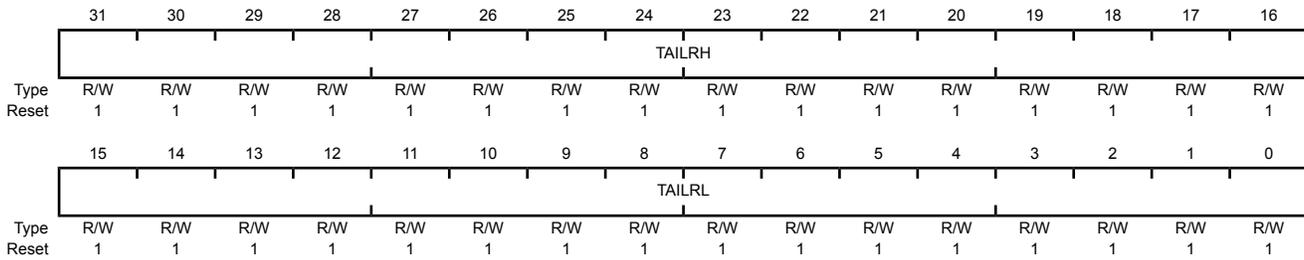 31 30 29 28 27 26 25 24 23 22 21 20 19 18 17 16
TAILRH
Type R/W R/W R/W R/W R/W R/W R/W R/W R/W R/W R/W R/W R/W R/W R/W R/W
Reset 1 1 1 1 1 1 1 1 1 1 1 1 1 1 1 1
15 14 13 12 11 10 9 8 7 6 5 4 3 2 1 0
TAILRL
Type R/W R/W R/W R/W R/W R/W R/W R/W R/W R/W R/W R/W R/W R/W R/W R/W
Reset 1 1 1 1 1 1 1 1 1 1 1 1 1 1 1 1